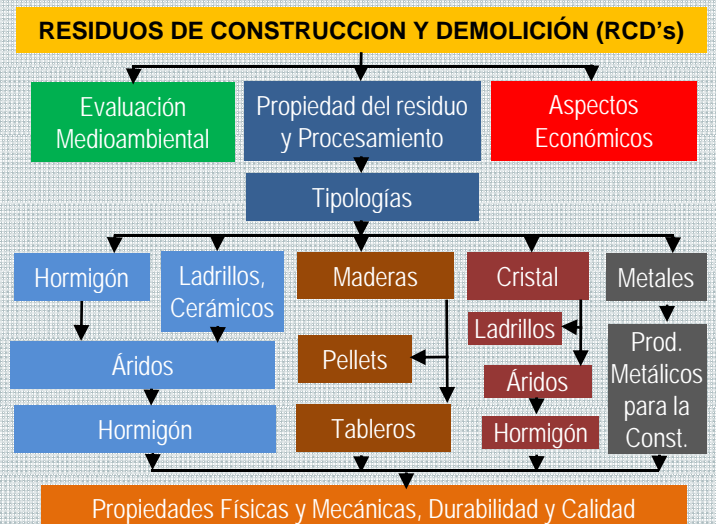 RESIDUOS DE CONSTRUCCION Y DEMOLICIÓN (RCD's)
Evaluación
Medioambiental
Propiedad del residuo
y Procesamiento
Aspectos
Económicos
Tipologías
Hormigón
Ladrillos,
Cerámicos
Maderas
Cristal
Metales
Áridos
Pellets
Ladrillos
Áridos
Prod.
Metálicos
para la
Const.
Hormigón
Tableros
Hormigón
Propiedades Físicas y Mecánicas, Durabilidad y Calidad